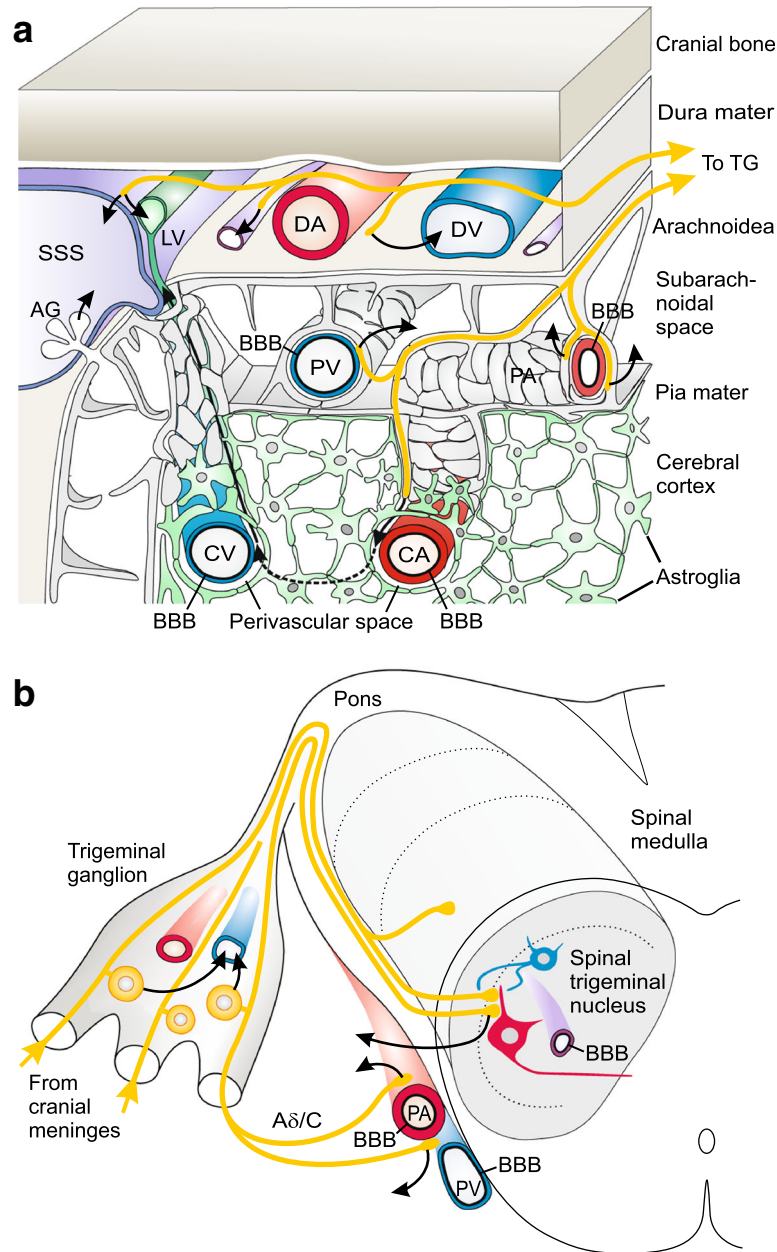 a
Cranial bone
Dura mater
To TG
Arachnoidea
Subarach-
noidal
space
Pia mater
Cerebral
cortex
Astroglia
SSS
LV
DA
DV
AG
BBB
PV
PA
BBB
CV
CA
BBB
Perivascular space
BBB
b
Pons
Spinal
medulla
Trigeminal
ganglion
Spinal
trigeminal
nucleus
BBB
From
cranial
meninges
Aδ/C
PA
BBB
BBB
PV